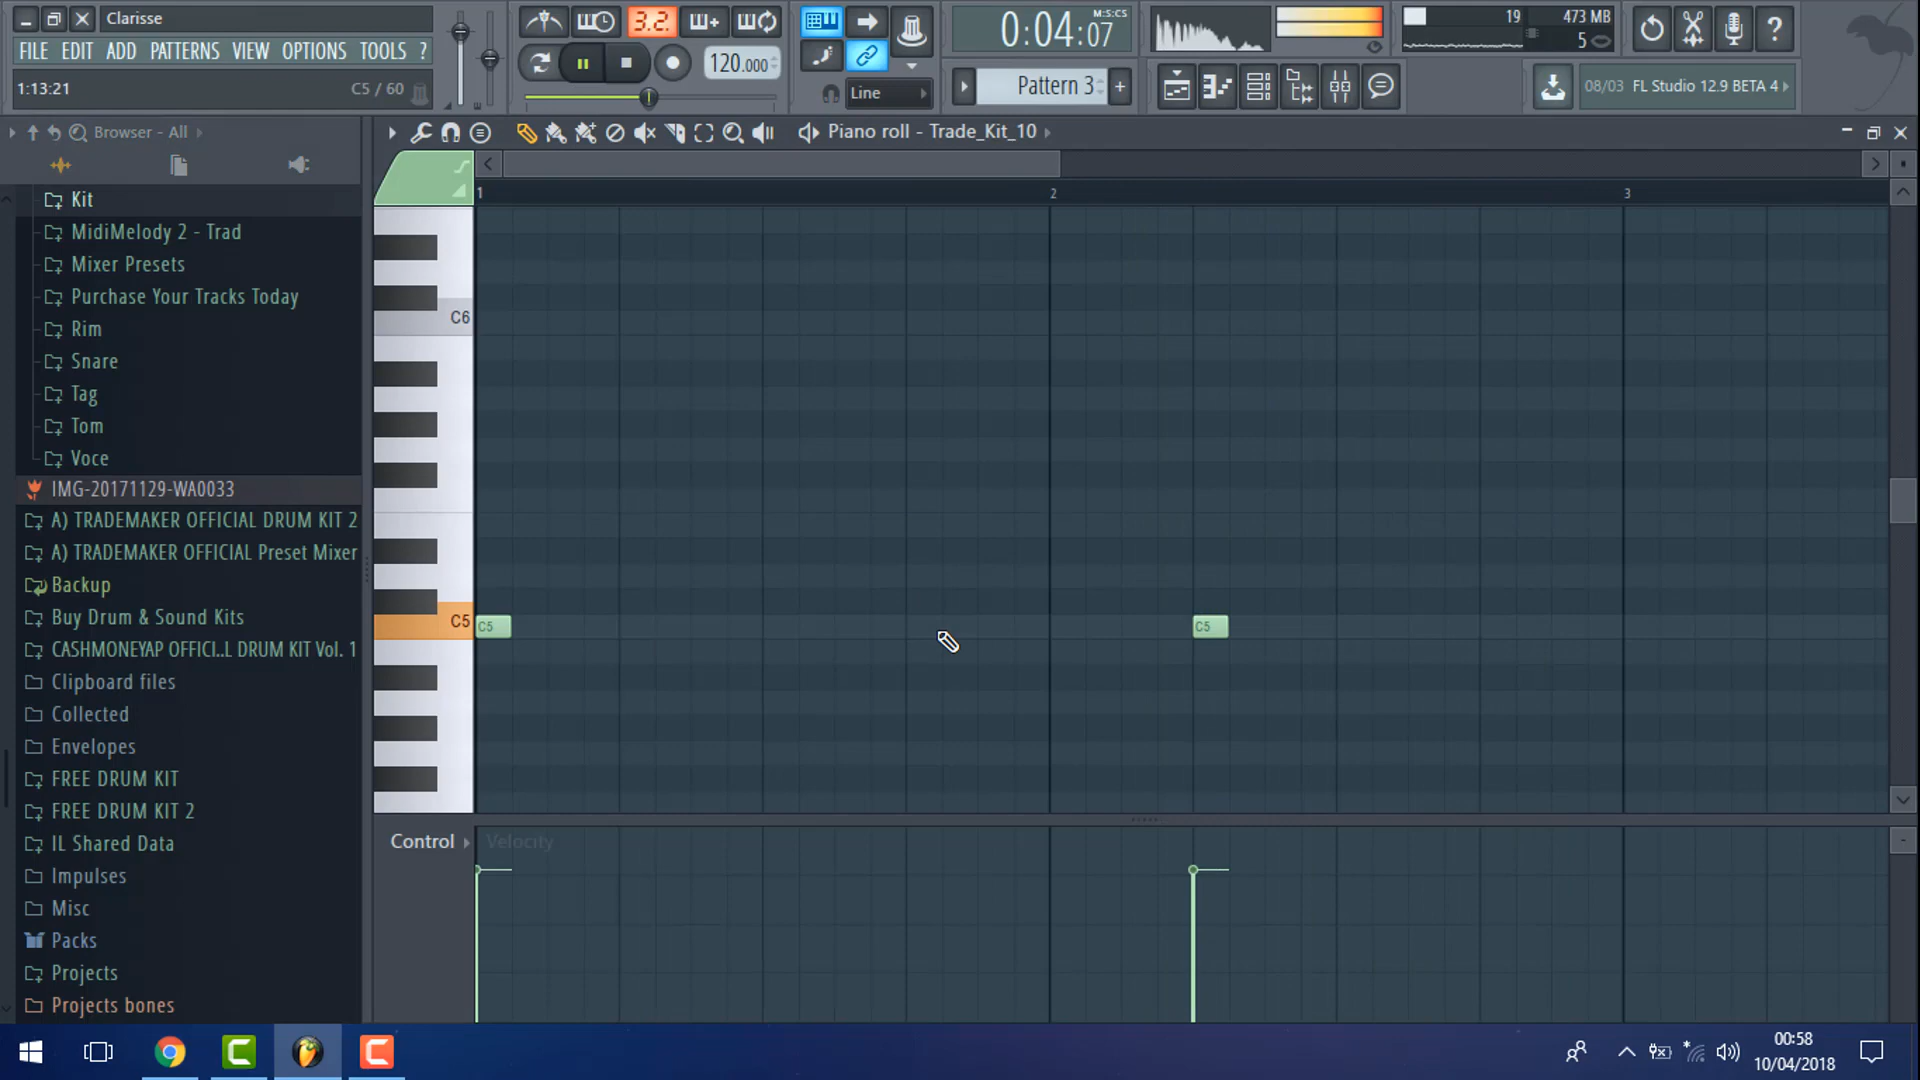 Clarisse
FILE EDIT ADD PATTERNS VIEW OPTIONS TOOLS ?
1:13:21 C5 / 60
3.2.
120.000
Line
0:04:07 M:S:CS
Pattern 3
19 473 MB
5
08/03 FL Studio 12.9 BETA 4
Browser - All
Piano roll - Trade_Kit_10
1 2 3
Kit
MidiMelody 2 - Trad
Mixer Presets
Purchase Your Tracks Today
Rim
Snare
Tag
Tom
Voce
IMG-20171129-WA0033
A) TRADEMAKER OFFICIAL DRUM KIT 2
A) TRADEMAKER OFFICIAL Preset Mixer
Backup
Buy Drum & Sound Kits
CASHMONEYAP OFFICI..L DRUM KIT Vol. 1
Clipboard files
Collected
Envelopes
FREE DRUM KIT
FREE DRUM KIT 2
IL Shared Data
Impulses
Misc
Packs
Projects
Projects bones
C6
C5 C5 C5
Control Velocity
00:58
10/04/2018